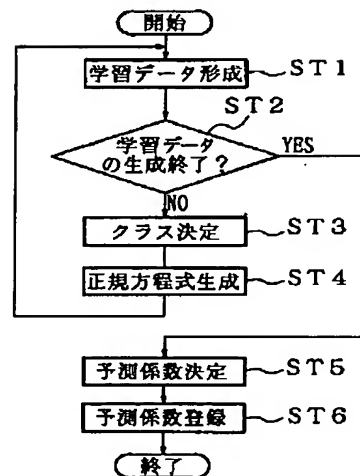 開始
学習データ形成 ST1
ST2
学習データ
の生成終了？ YES
NO
クラス決定 ST3
正規方程式生成 ST4
予測係数決定 ST5
予測係数登録 ST6
終了